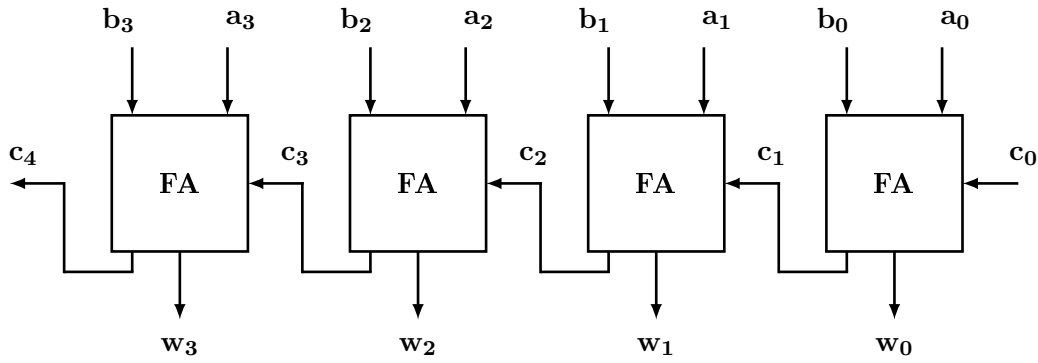 b₃ a₃ b₂ a₂ b₁ a₁ b₀ a₀
c₄ FA c₃ FA c₂ FA c₁ FA c₀
w₃ w₂ w₁ w₀